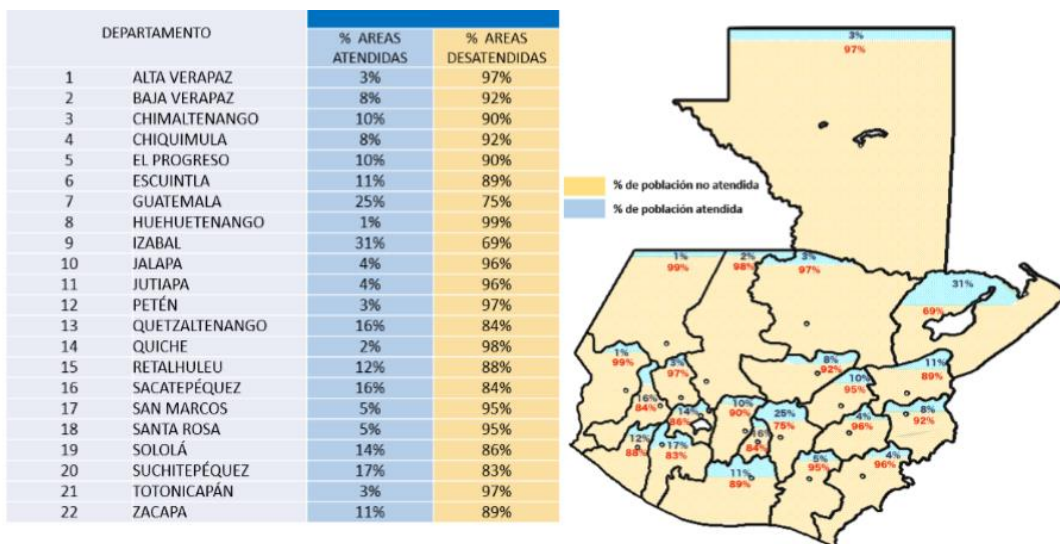 DEPARTAMENTO
% AREAS ATENDIDAS
% AREAS DESATENDIDAS
1 ALTA VERAPAZ 3% 97%
2 BAJA VERAPAZ 8% 92%
3 CHIMALTENANGO 10% 90%
4 CHIQUIMULA 8% 92%
5 EL PROGRESO 10% 90%
6 ESCUINTLA 11% 89%
7 GUATEMALA 25% 75%
8 HUEHUETENANGO 1% 99%
9 IZABAL 31% 69%
10 JALAPA 4% 96%
11 JUTIAPA 4% 96%
12 PETÉN 3% 97%
13 QUETZALTENANGO 16% 84%
14 QUICHE 2% 98%
15 RETALHULEU 12% 88%
16 SACATEPÉQUEZ 16% 84%
17 SAN MARCOS 5% 95%
18 SANTA ROSA 5% 95%
19 SOLOLÁ 14% 86%
20 SUCHITEPÉQUEZ 17% 83%
21 TOTONICAPÁN 3% 97%
22 ZACAPA 11% 89%
% de población no atendida
% de población atendida
3%
97%
1%
99%
2%
98%
3%
97%
31%
69%
1%
99%
3%
97%
8%
92%
11%
89%
10%
95%
16%
84%
14%
86%
10%
90%
25%
75%
4%
96%
8%
92%
12%
88%
17%
83%
16%
84%
11%
89%
5%
95%
4%
96%